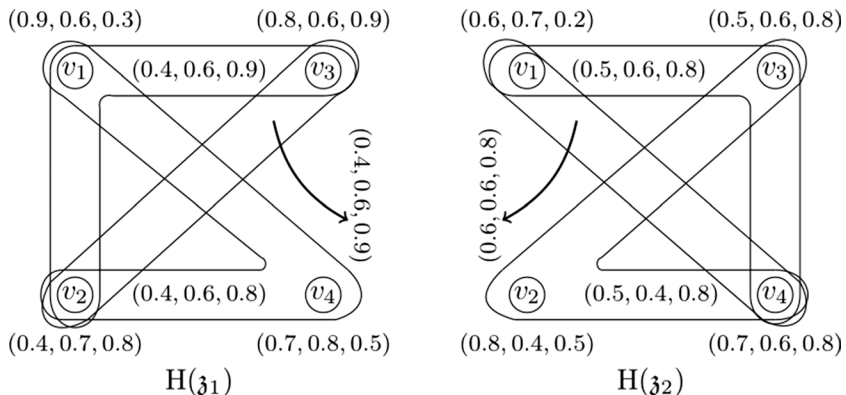 (0.9, 0.6, 0.3) (0.8, 0.6, 0.9)
v₁ (0.4, 0.6, 0.9) v₃
(0.4, 0.6, 0.9)
v₂ (0.4, 0.6, 0.8) v₄
(0.4, 0.7, 0.8) (0.7, 0.8, 0.5)
H(𝔷₁)
(0.6, 0.7, 0.2) (0.5, 0.6, 0.8)
v₁ (0.5, 0.6, 0.8) v₃
(0.6, 0.6, 0.8)
v₂ (0.5, 0.4, 0.8) v₄
(0.8, 0.4, 0.5) (0.7, 0.6, 0.8)
H(𝔷₂)